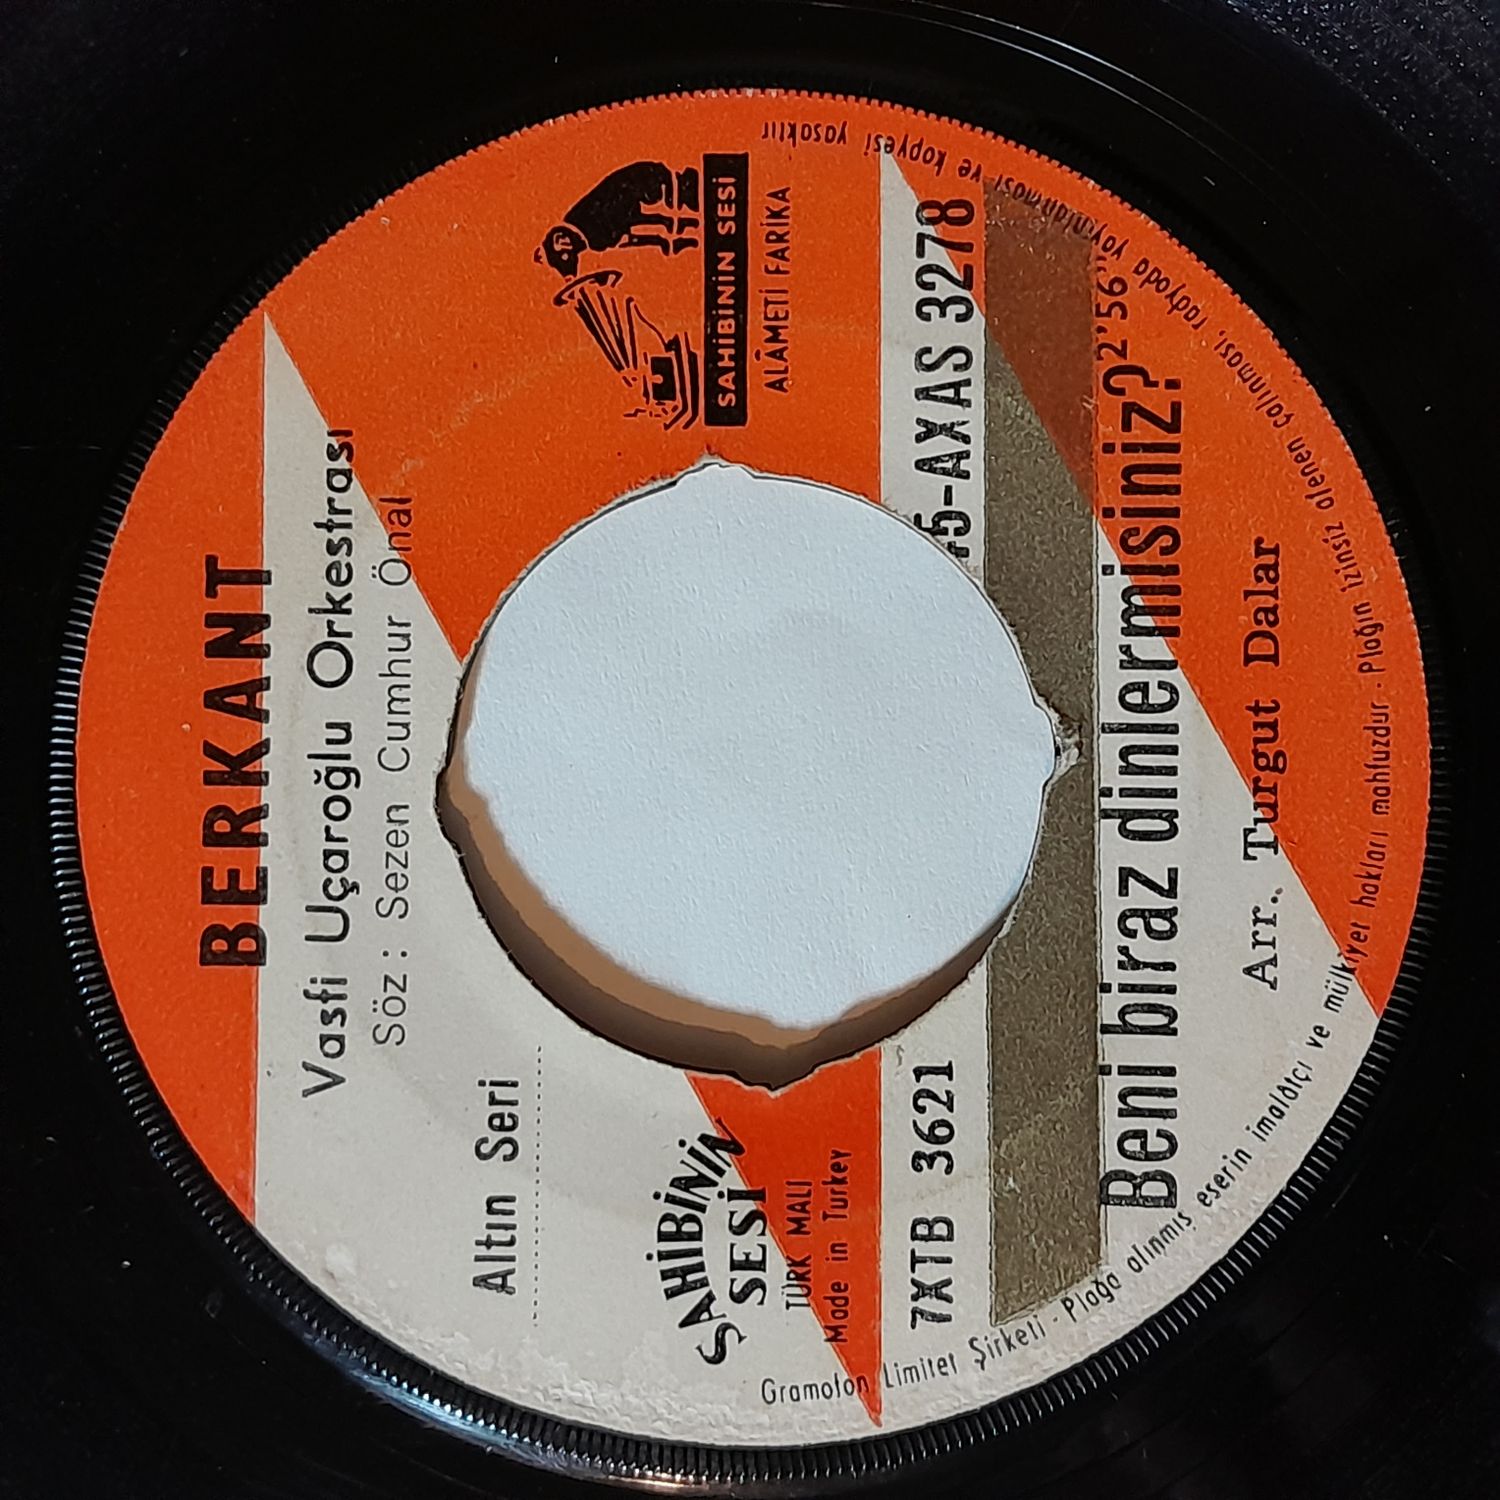 BERKANT
Vasfi Uçaroğlu Orkestrası
Söz : Sezen Cumhur Önal
Altın Seri
SAHİBİNİN SESİ
ALÂMETİ FARİKA
SAHİBİNİN
SESİ
TÜRK MALI
Made in Turkey
7XTB 3621
45-AXAS 3278
Beni biraz dinlermisiniz? 2'56"
Arr. Turgut Dalar
Gramofon Limitet Şirketi - Plağa alınmış eserin imalâtçı ve mülkiyet hakları mahfuzdur - Plağın izinsiz alenen çalınması, radyoda yayınlanması ve kopyesi yasaktır